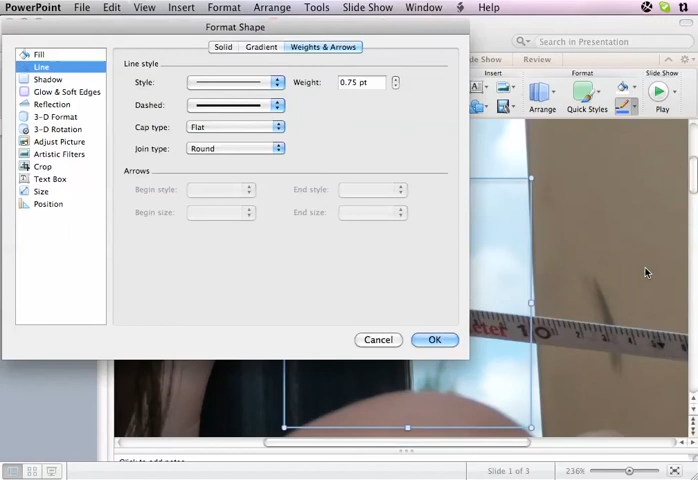 PowerPoint File Edit View Insert Format Arrange Tools Slide Show Window Help
Format Shape
Search in Presentation
Solid Gradient Weights & Arrows
Show Review
Insert Format Slide Show
Arrange Quick Styles Play
Fill
Line
Shadow
Glow & Soft Edges
Reflection
3-D Format
3-D Rotation
Adjust Picture
Artistic Filters
Crop
Text Box
Size
Position
Line style
Style: Weight: 0.75 pt
Dashed:
Cap type: Flat
Join type: Round
Arrows
Begin style: End style:
Begin size: End size:
Cancel OK
10
Slide 1 of 3 236%